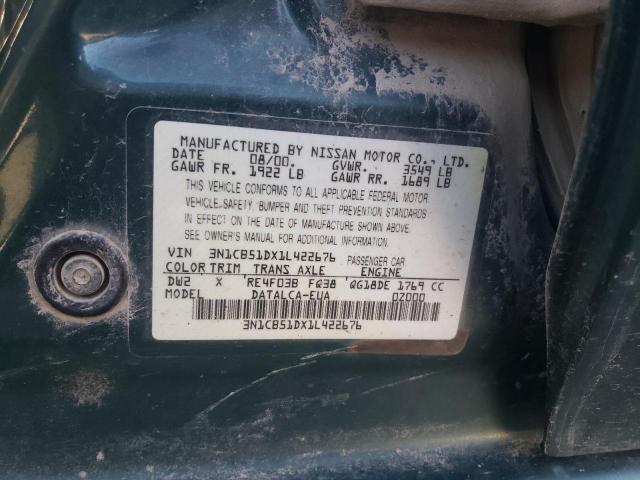 MANUFACTURED BY NISSAN MOTOR CO., LTD.
DATE 08/00. GVWR. 3549 LB
GAWR FR. 1922 LB GAWR RR. 1689 LB
THIS VEHICLE CONFORMS TO ALL APPLICABLE FEDERAL MOTOR
VEHICLE SAFETY, BUMPER AND THEFT PREVENTION STANDARDS
IN EFFECT ON THE DATE OF MANUFACTURE SHOWN ABOVE.
SEE OWNER'S MANUAL FOR ADDITIONAL INFORMATION.
VIN 3N1CB51DX1L422676 PASSENGER CAR
COLOR TRIM TRANS AXLE ENGINE
DW2 X RE4F03B FQ38 QG18DE 1769 CC
MODEL DATALCA-EUA 0Z000
3N1CB51DX1L422676